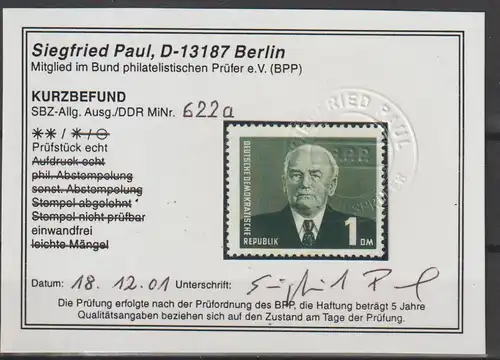 Siegfried Paul, D-13187 Berlin
Mitglied im Bund philatelistischen Prüfer e.V. (BPP)
KURZBEFUND
SBZ-Allg. Ausg./DDR MiNr. 622a
** / * / ⊙
Prüfstück echt
Aufdruck echt
phil. Abstempelung
sonst. Abstempelung
Stempel abgelehnt
Stempel nicht prüfbar
einwandfrei
leichte Mängel
SIEGFRIED PAUL
BPP
DEUTSCHE DEMOKRATISCHE
REPUBLIK
1 DM
Datum: 18.12.01 Unterschrift: Siegfried Paul
Die Prüfung erfolgte nach der Prüfordnung des BPP, die Haftung beträgt 5 Jahre
Qualitätsangaben beziehen sich auf den Zustand am Tage der Prüfung.